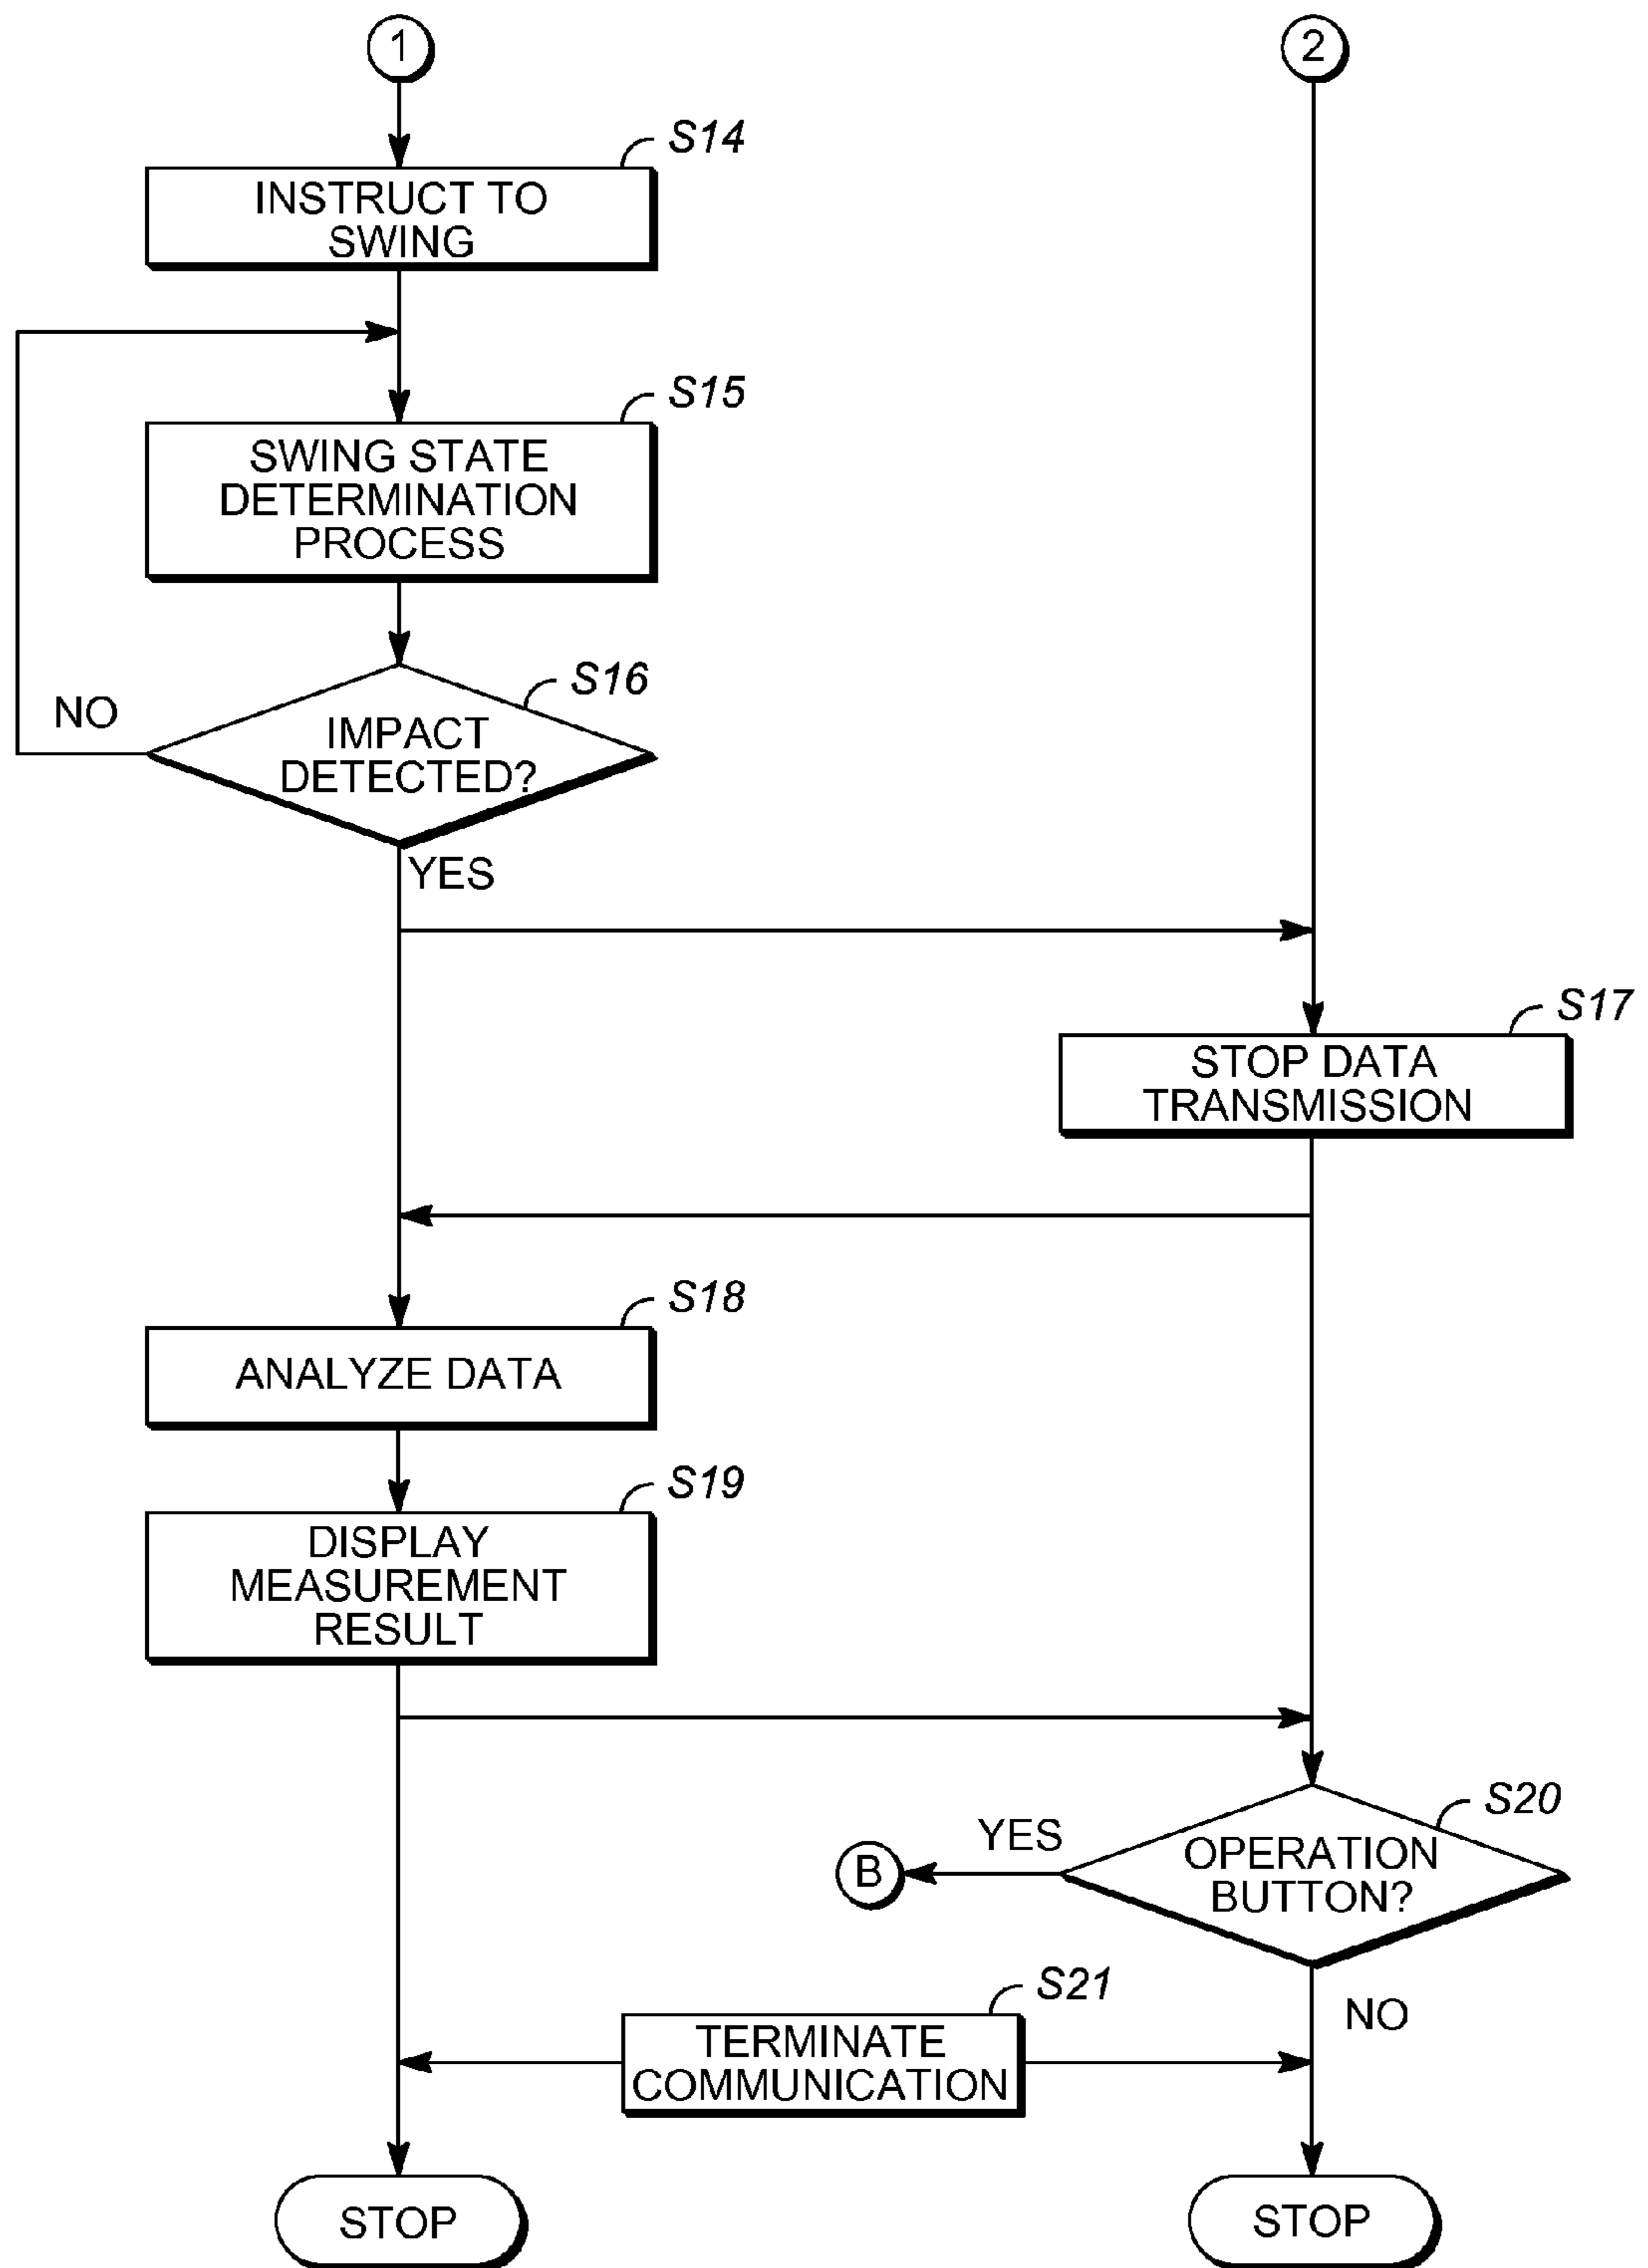 1
2
S14
INSTRUCT TO
SWING
S15
SWING STATE
DETERMINATION
PROCESS
S16
NO
IMPACT
DETECTED?
YES
S17
STOP DATA
TRANSMISSION
S18
ANALYZE DATA
S19
DISPLAY
MEASUREMENT
RESULT
S20
YES
B
OPERATION
BUTTON?
S21
NO
TERMINATE
COMMUNICATION
STOP
STOP